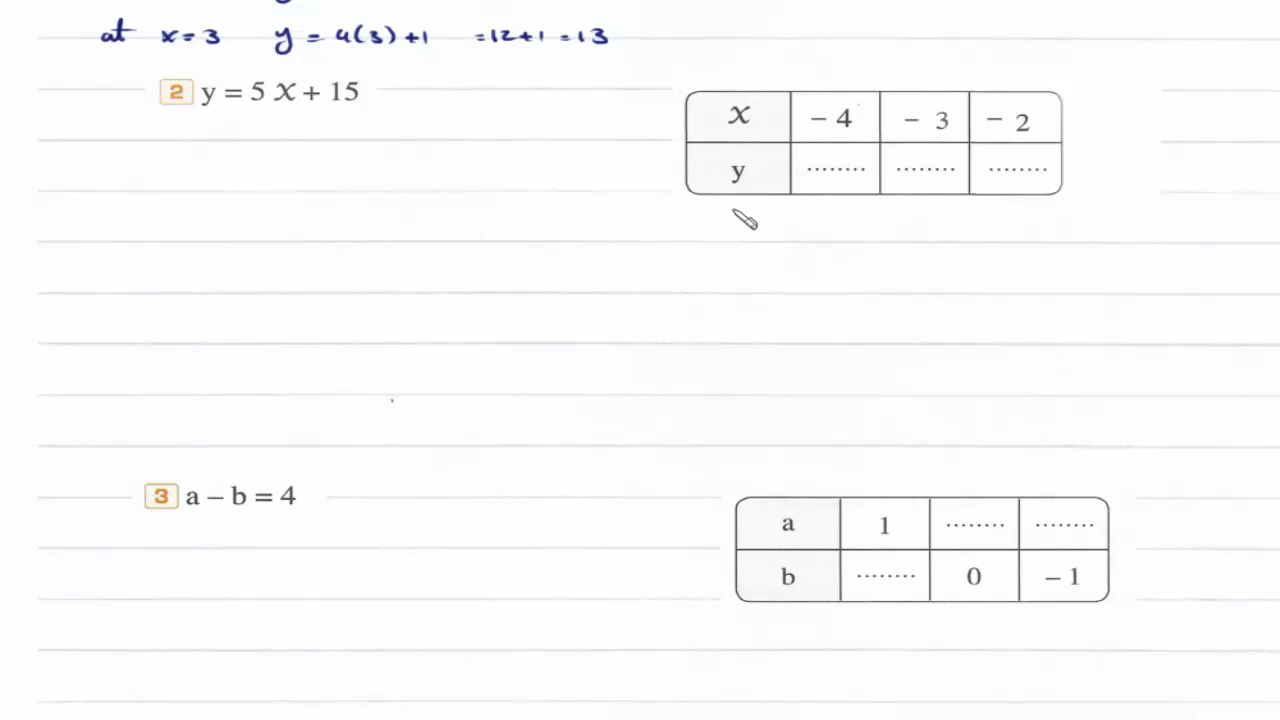 at x = 3 y = 4(3) + 1 = 12 + 1 = 13
2 y = 5 x + 15
x - 4 - 3 - 2
y ........ ........ ........
3 a – b = 4
a 1 ........ ........
b ........ 0 – 1